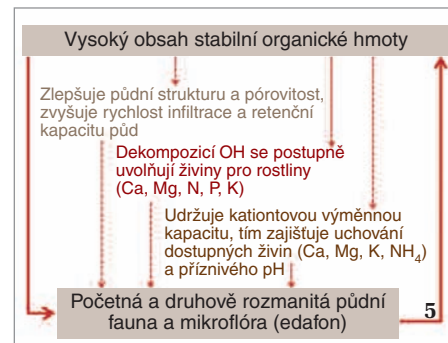 Vysoký obsah stabilní organické hmoty
Zlepšuje půdní strukturu a pórovitost,
zvyšuje rychlost infiltrace a retenční
kapacitu půd
Dekompozicí OH se postupně
uvolňují živiny pro rostliny
(Ca, Mg, N, P, K)
Udržuje kationtovou výměnnou
kapacitu, tím zajišťuje uchování
dostupných živin (Ca, Mg, K, NH₄)
a příznivého pH
Početná a druhově rozmanitá půdní
fauna a mikroflóra (edafon)
5